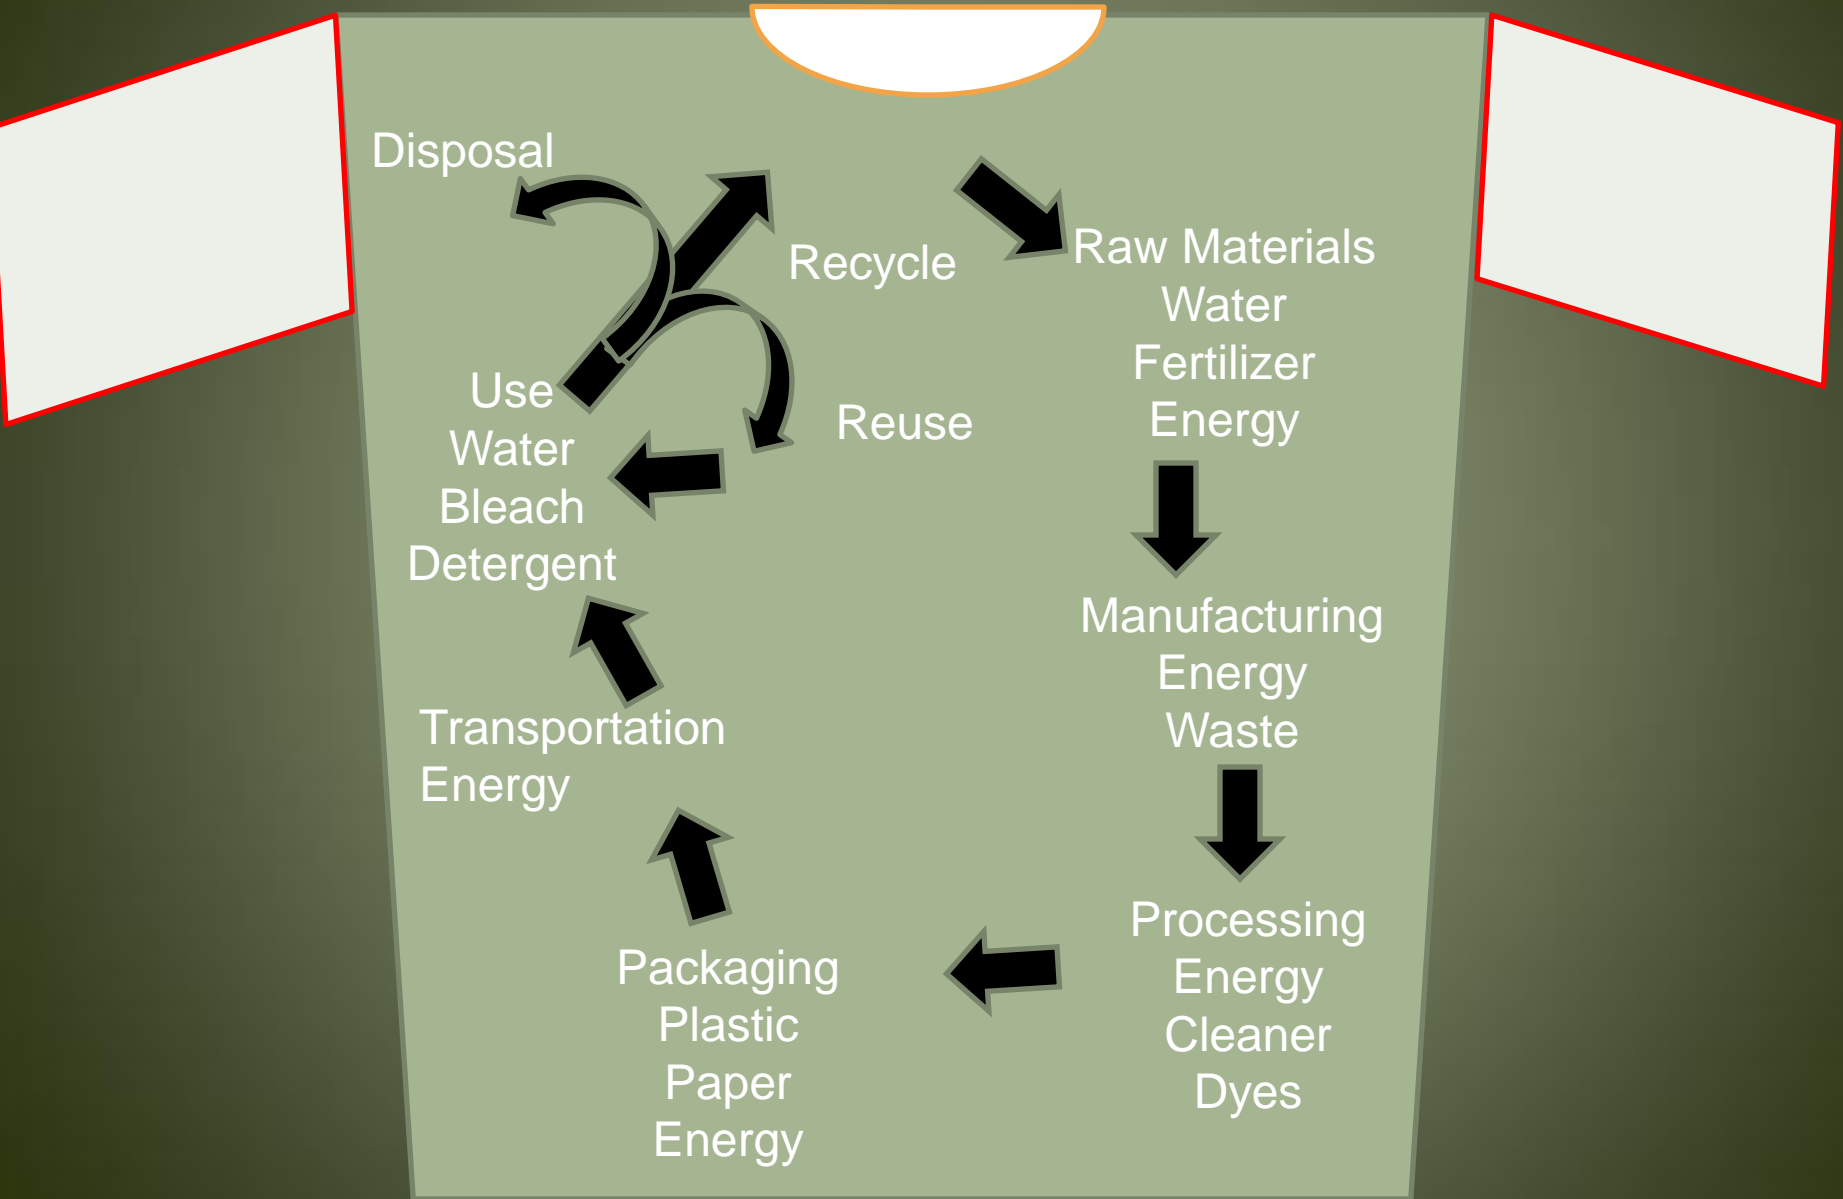 Disposal
Recycle
Raw Materials
Water
Fertilizer
Energy
Manufacturing
Energy
Waste
Processing
Energy
Cleaner
Dyes
Packaging
Plastic
Paper
Energy
Transportation
Energy
Use
Water
Bleach
Detergent
Reuse